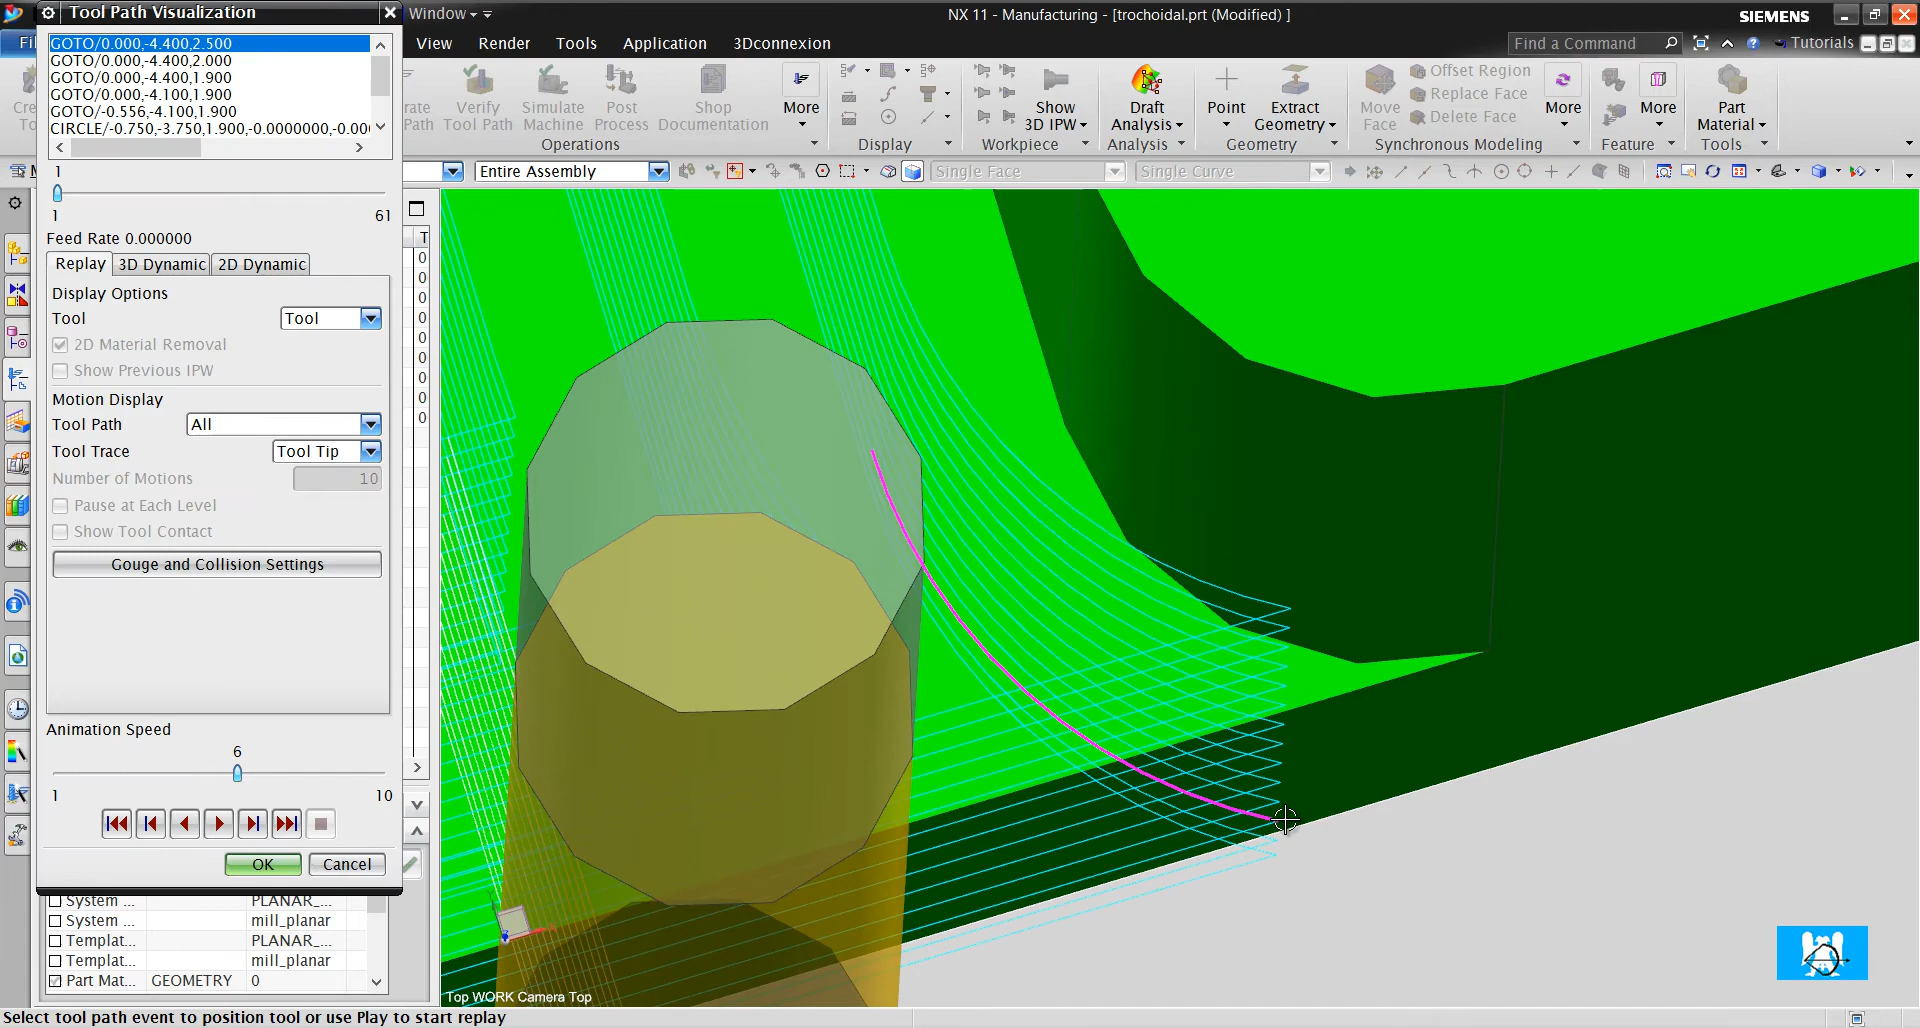 Tool Path Visualization
Window
NX 11 - Manufacturing - [trochoidal.prt (Modified) ]
SIEMENS
GOTO/0.000,-4.400,2.500
GOTO/0.000,-4.400,2.000
GOTO/0.000,-4.400,1.900
GOTO/0.000,-4.100,1.900
GOTO/-0.556,-4.100,1.900
CIRCLE/-0.750,-3.750,1.900,-0.0000000,-0.00
View Render Tools Application 3Dconnexion
Find a Command
Tutorials
Verify Tool Path
Simulate Machine
Post Process
Shop Documentation
More
Operations
Display
Show 3D IPW
Workpiece
Draft Analysis
Analysis
Point
Extract Geometry
Geometry
Move Face
Offset Region
Replace Face
Delete Face
More
Synchronous Modeling
More
Feature
Part Material
Tools
Entire Assembly
Single Face
Single Curve
1
1 61
Feed Rate 0.000000
Replay 3D Dynamic 2D Dynamic
Display Options
Tool Tool
2D Material Removal
Show Previous IPW
Motion Display
Tool Path All
Tool Trace Tool Tip
Number of Motions 10
Pause at Each Level
Show Tool Contact
Gouge and Collision Settings
Animation Speed
6
1 10
OK Cancel
T
0
0
0
0
0
0
0
0
0
System ... PLANAR_...
System ... mill_planar
Templat... PLANAR_...
Templat... mill_planar
Part Mat... GEOMETRY 0
Top WORK Camera Top
Select tool path event to position tool or use Play to start replay